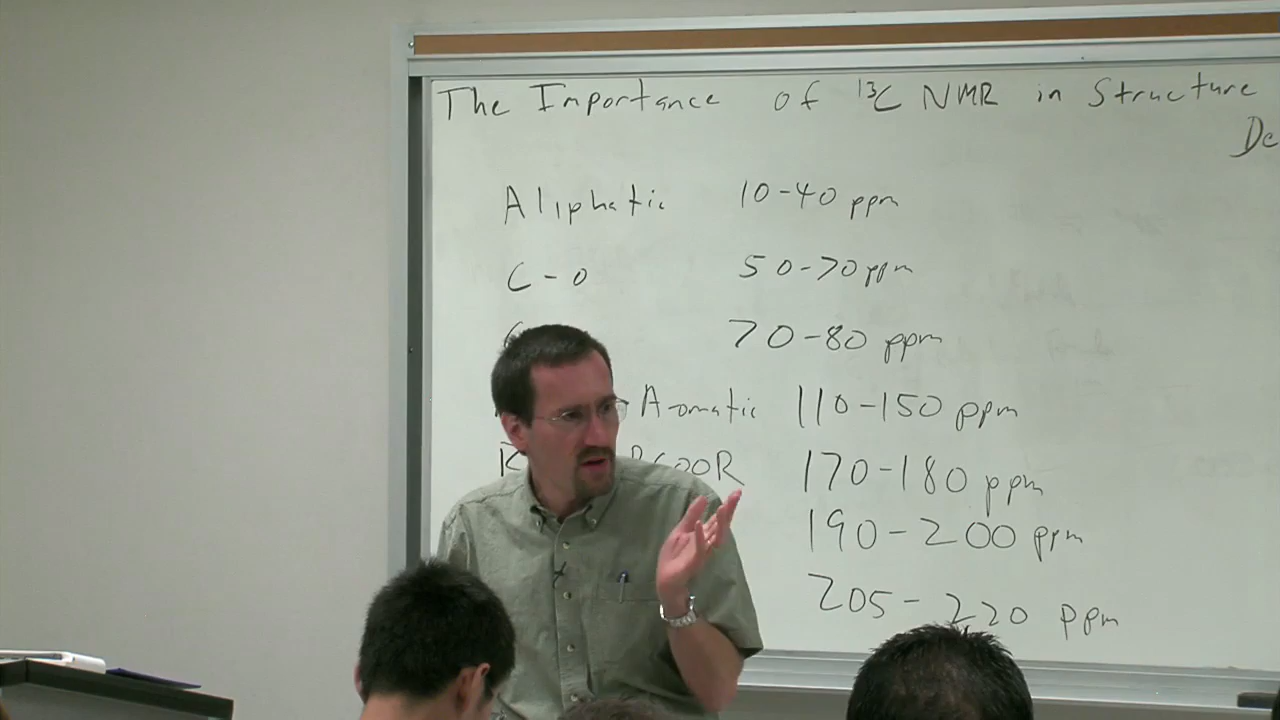 The Importance of ¹³C NMR in Structure
De
Aliphatic 10-40 ppm
C-O 50-70 ppm
70-80 ppm
Aromatic 110-150 ppm
RCOOR 170-180 ppm
190-200 ppm
205-220 ppm